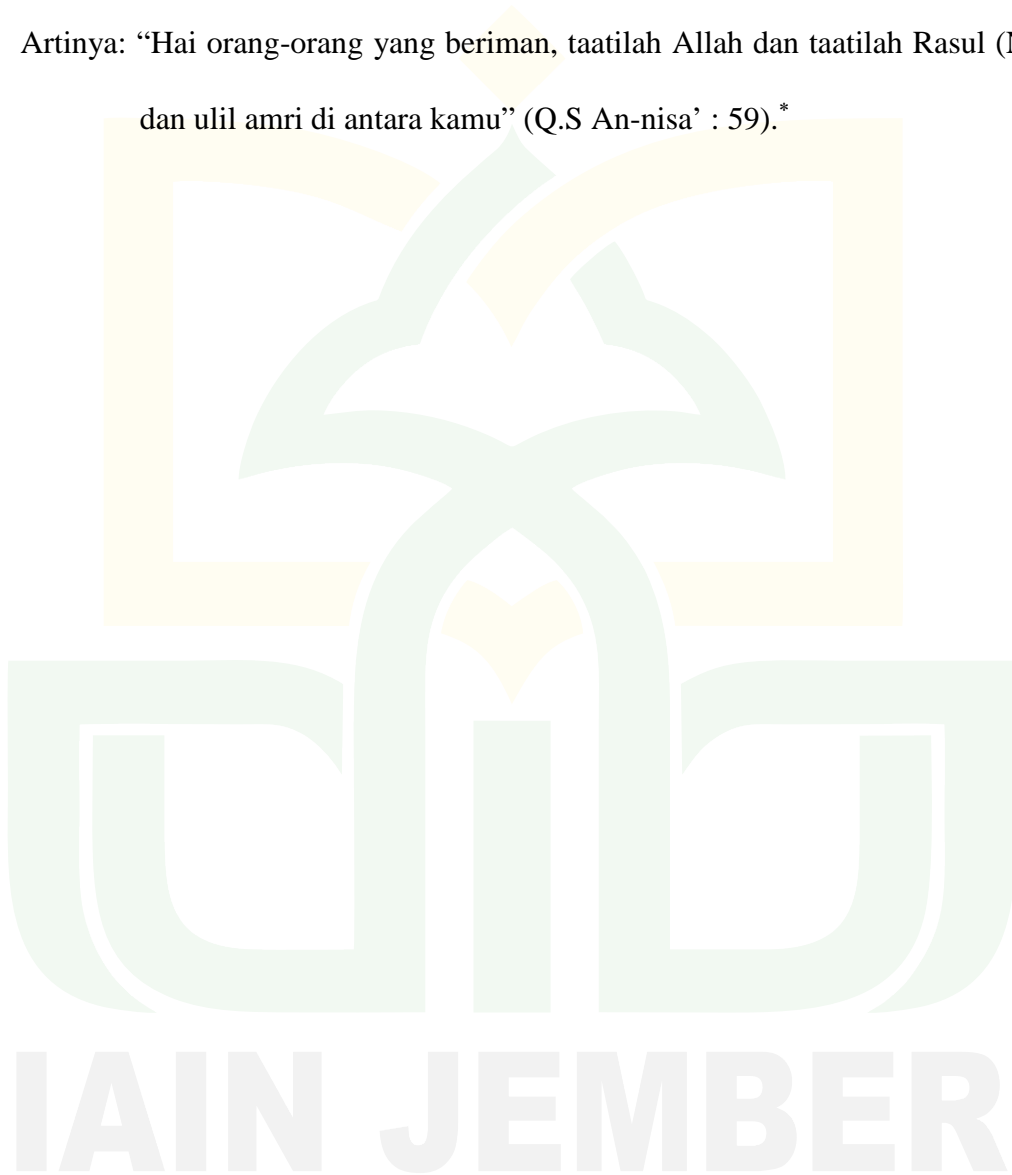 Artinya: “Hai orang-orang yang beriman, taatilah Allah dan taatilah Rasul
dan ulil amri di antara kamu” (Q.S An-nisa’ : 59).*
IAIN JEMBER